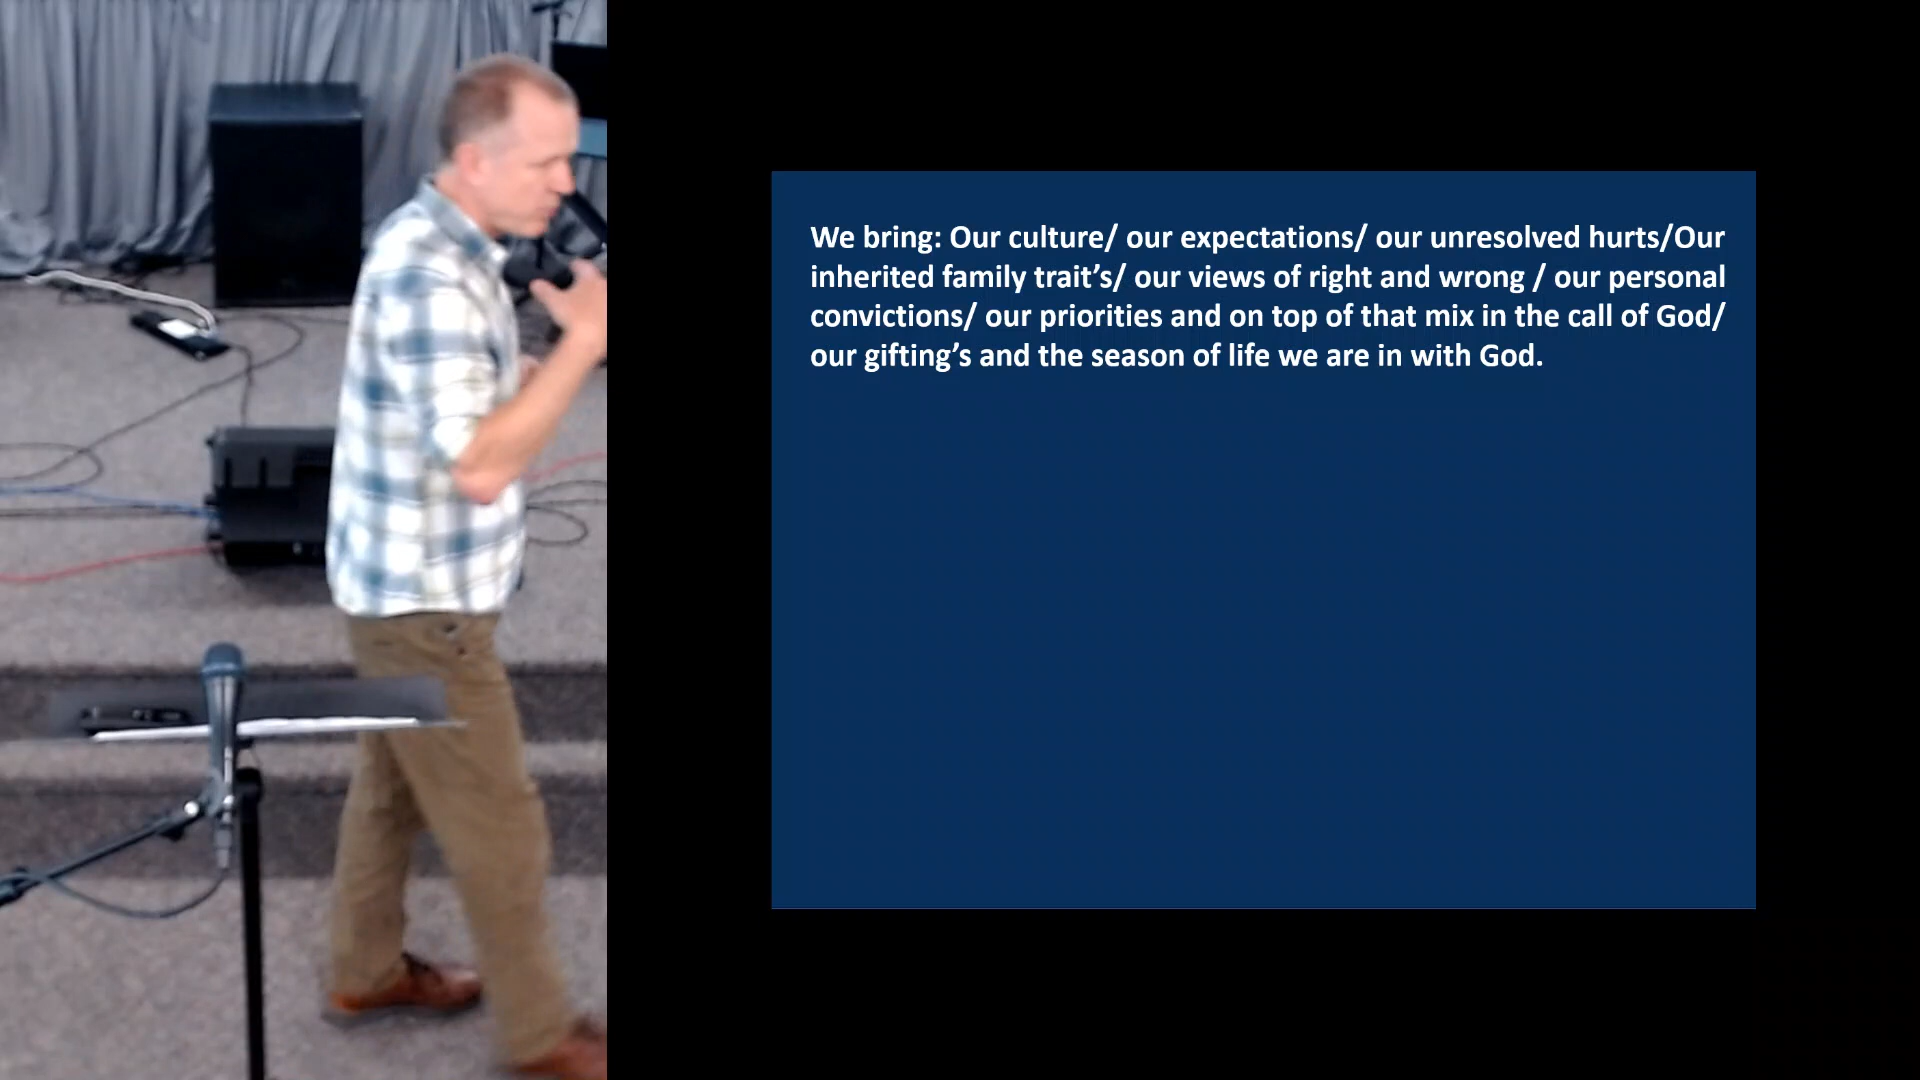 We bring: Our culture/ our expectations/ our unresolved hurts/Our
inherited family trait’s/ our views of right and wrong / our personal
convictions/ our priorities and on top of that mix in the call of God/
our gifting’s and the season of life we are in with God.